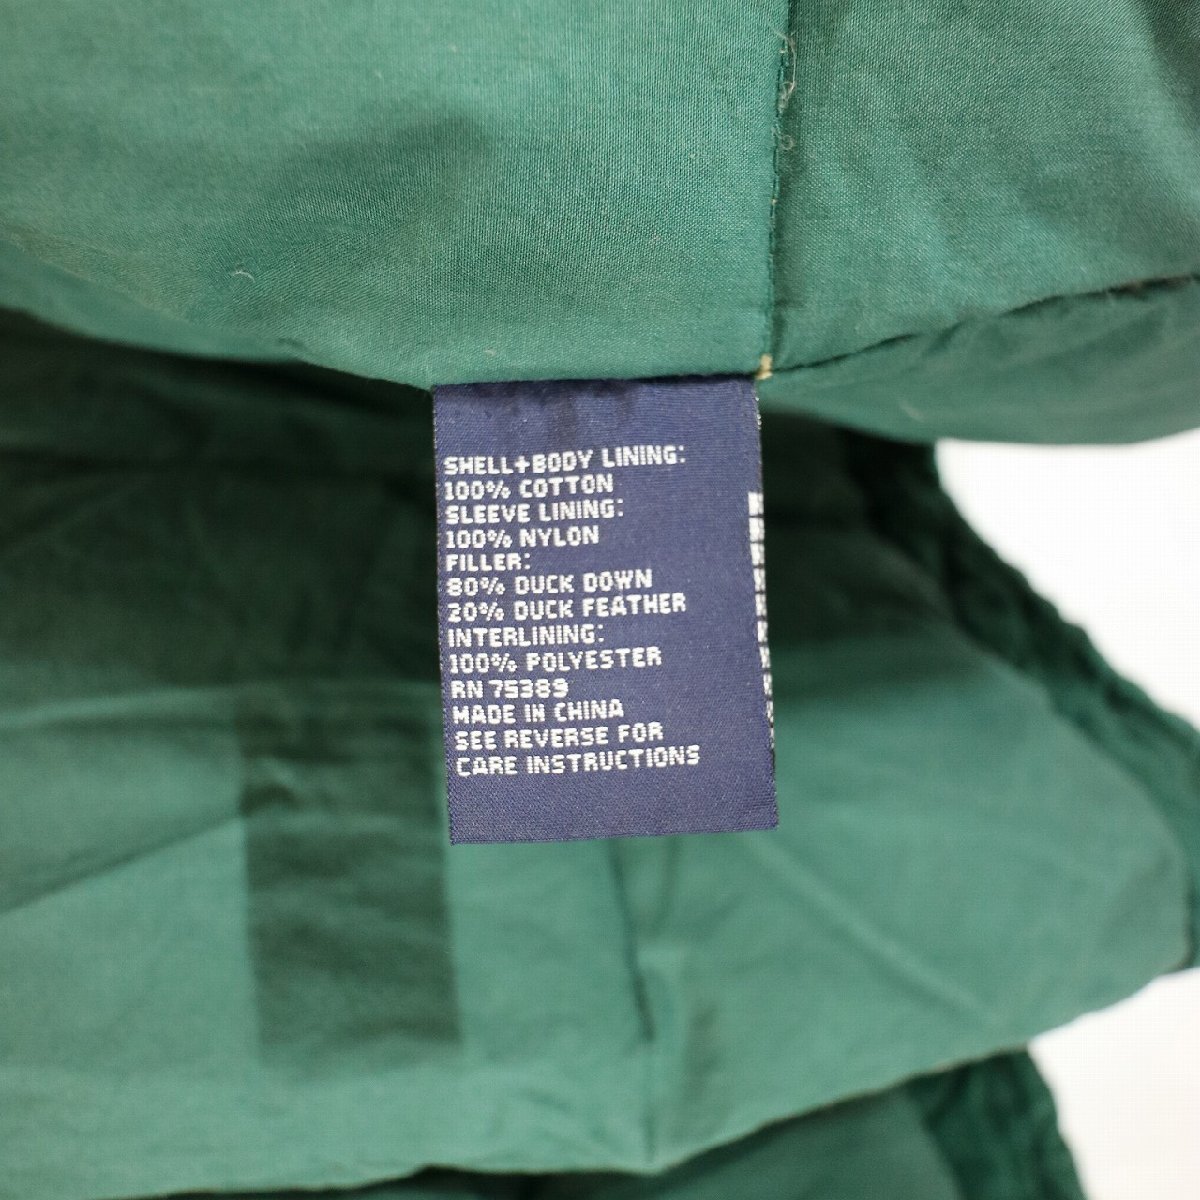 SHELL+BODY LINING:
100% COTTON
SLEEVE LINING:
100% NYLON
FILLER:
80% DUCK DOWN
20% DUCK FEATHER
INTERLINING:
100% POLYESTER
RN 75389
MADE IN CHINA
SEE REVERSE FOR
CARE INSTRUCTIONS